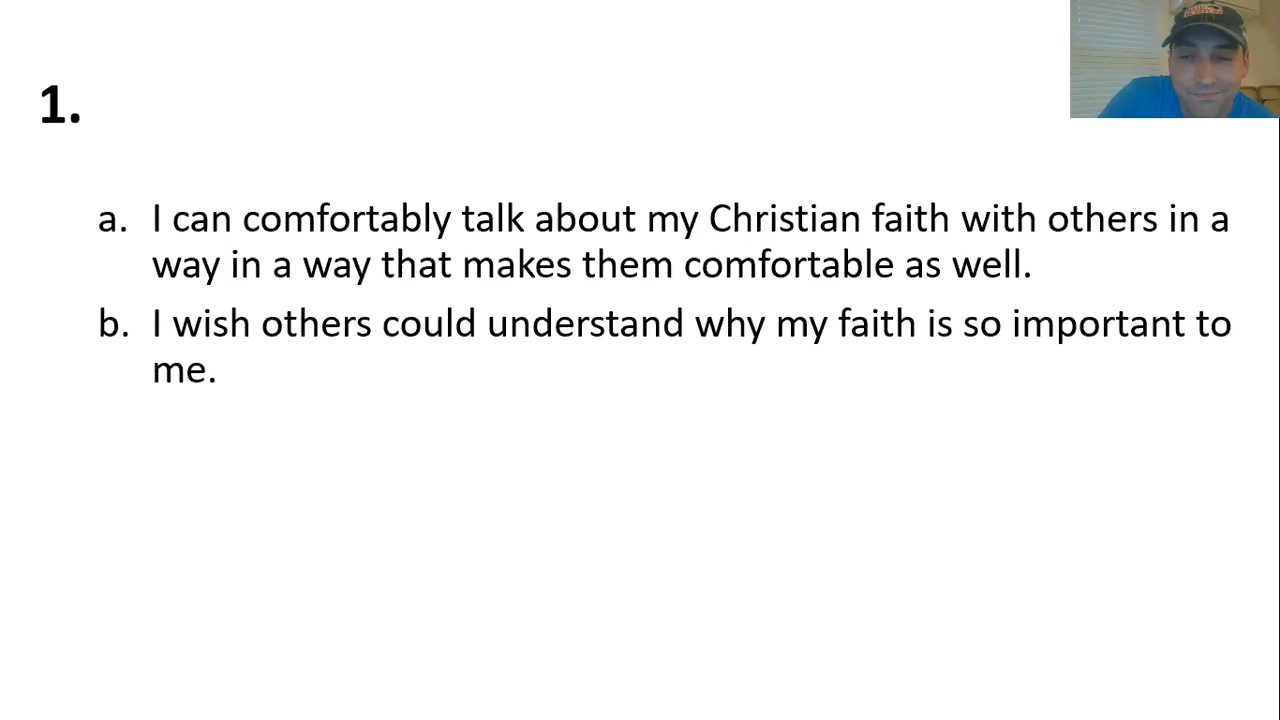 1.
a. I can comfortably talk about my Christian faith with others in a
way in a way that makes them comfortable as well.
b. I wish others could understand why my faith is so important to
me.